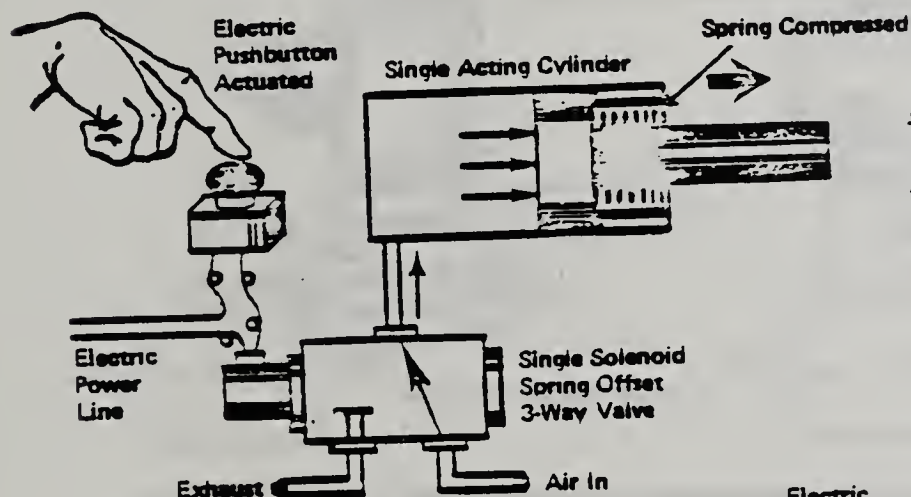 Electric
Pushbutton
Actuated
Spring Compressed
Single Acting Cylinder
Electric
Power
Line
Single Solenoid
Spring Offset
3-Way Valve
Exhaust
Air In
Electric